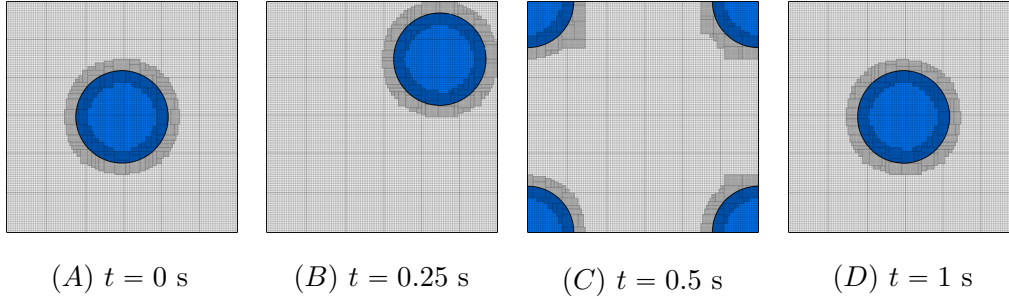 (A) t = 0 s (B) t = 0.25 s (C) t = 0.5 s (D) t = 1 s